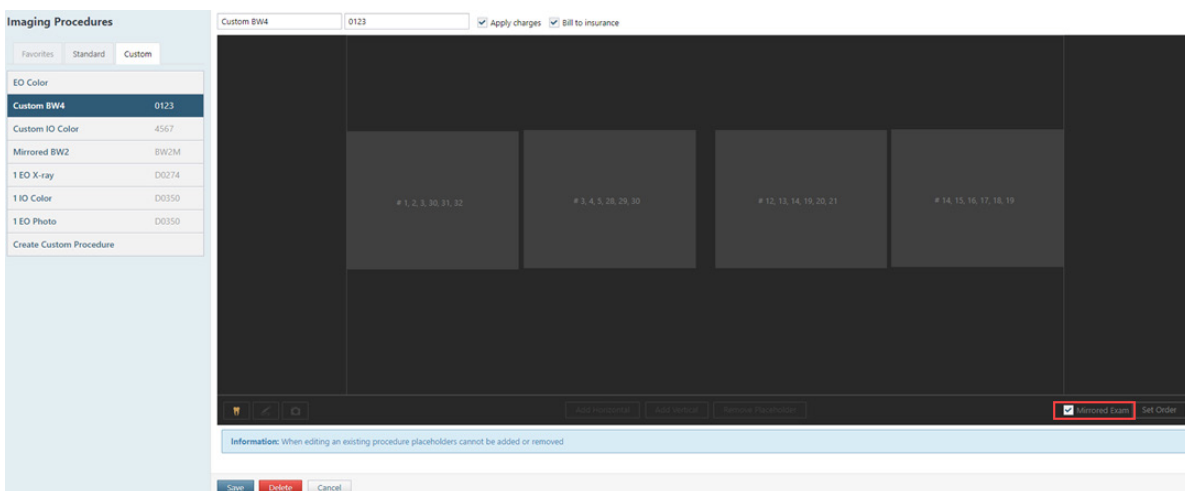 Imaging Procedures
Favorites Standard Custom
EO Color
Custom BW4 0123
Custom IO Color 4567
Mirrored BW2 BW2M
1 EO X-ray D0274
1 IO Color D0350
1 EO Photo D0350
Create Custom Procedure
Custom BW4 0123 Apply charges Bill to insurance
# 1, 2, 3, 30, 31, 32 # 3, 4, 5, 28, 29, 30 # 12, 13, 14, 19, 20, 21 # 14, 15, 16, 17, 18, 19
Add Horizontal Add Vertical Remove Placeholder Mirrored Exam Set Order
Information: When editing an existing procedure placeholders cannot be added or removed
Save Delete Cancel